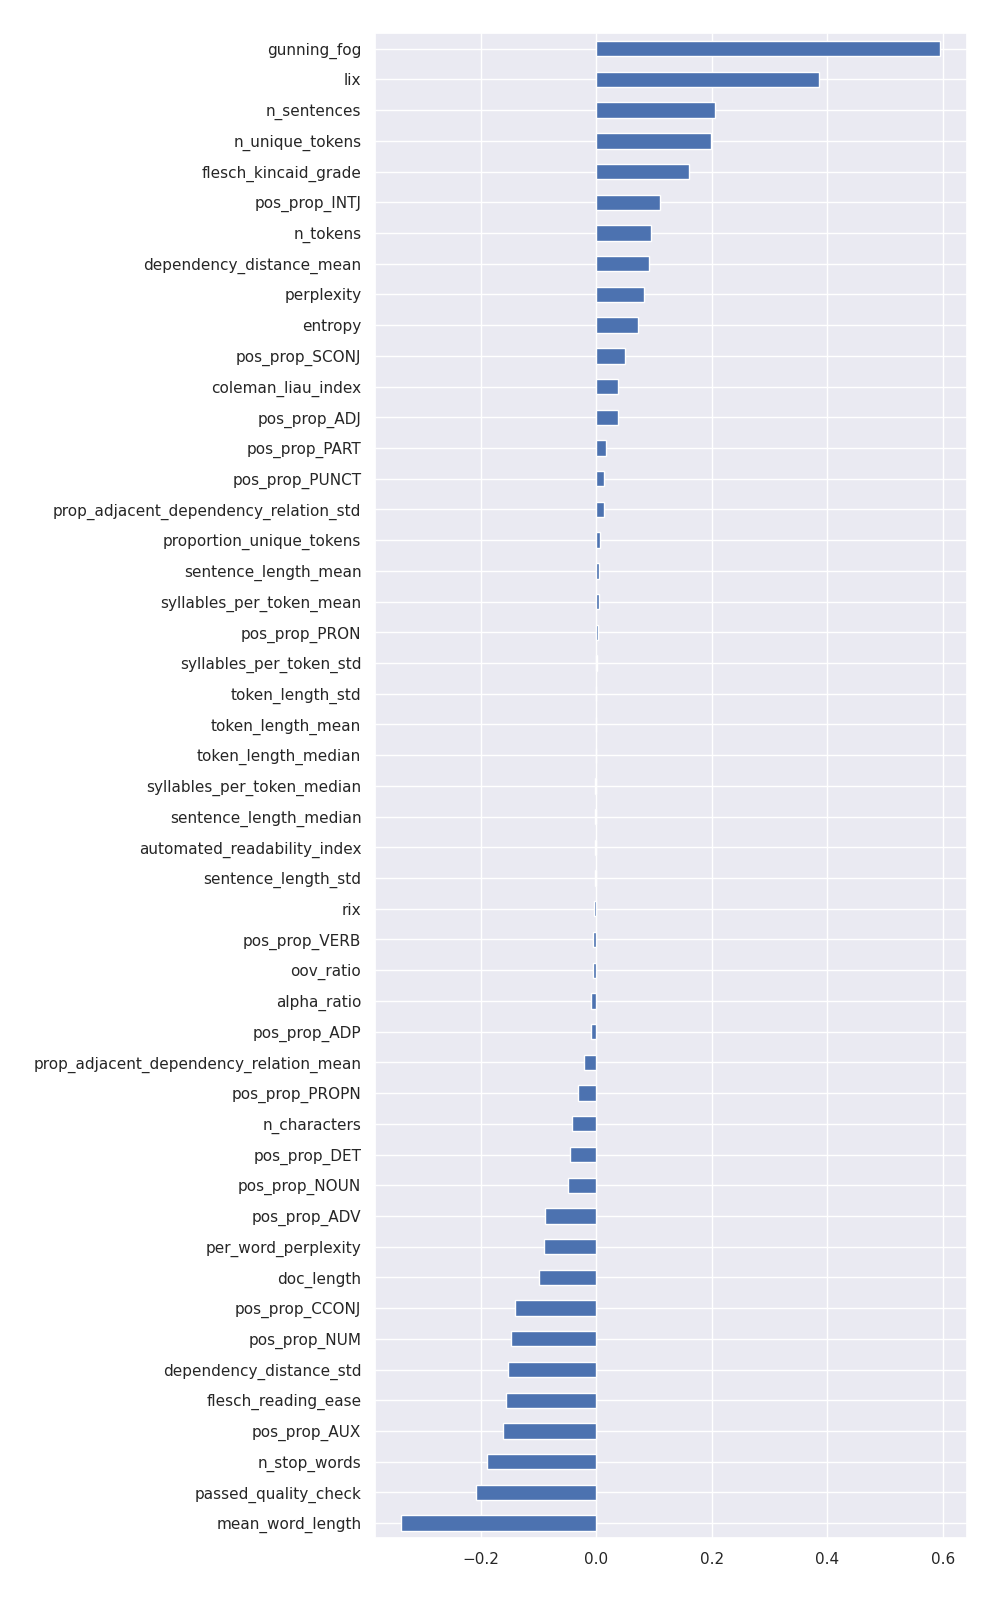 gunning_fog
lix
n_sentences
n_unique_tokens
flesch_kincaid_grade
pos_prop_INTJ
n_tokens
dependency_distance_mean
perplexity
entropy
pos_prop_SCONJ
coleman_liau_index
pos_prop_ADJ
pos_prop_PART
pos_prop_PUNCT
prop_adjacent_dependency_relation_std
proportion_unique_tokens
sentence_length_mean
syllables_per_token_mean
pos_prop_PRON
syllables_per_token_std
token_length_std
token_length_mean
token_length_median
syllables_per_token_median
sentence_length_median
automated_readability_index
sentence_length_std
rix
pos_prop_VERB
oov_ratio
alpha_ratio
pos_prop_ADP
prop_adjacent_dependency_relation_mean
pos_prop_PROPN
n_characters
pos_prop_DET
pos_prop_NOUN
pos_prop_ADV
per_word_perplexity
doc_length
pos_prop_CCONJ
pos_prop_NUM
dependency_distance_std
flesch_reading_ease
pos_prop_AUX
n_stop_words
passed_quality_check
mean_word_length
−0.2 0.0 0.2 0.4 0.6